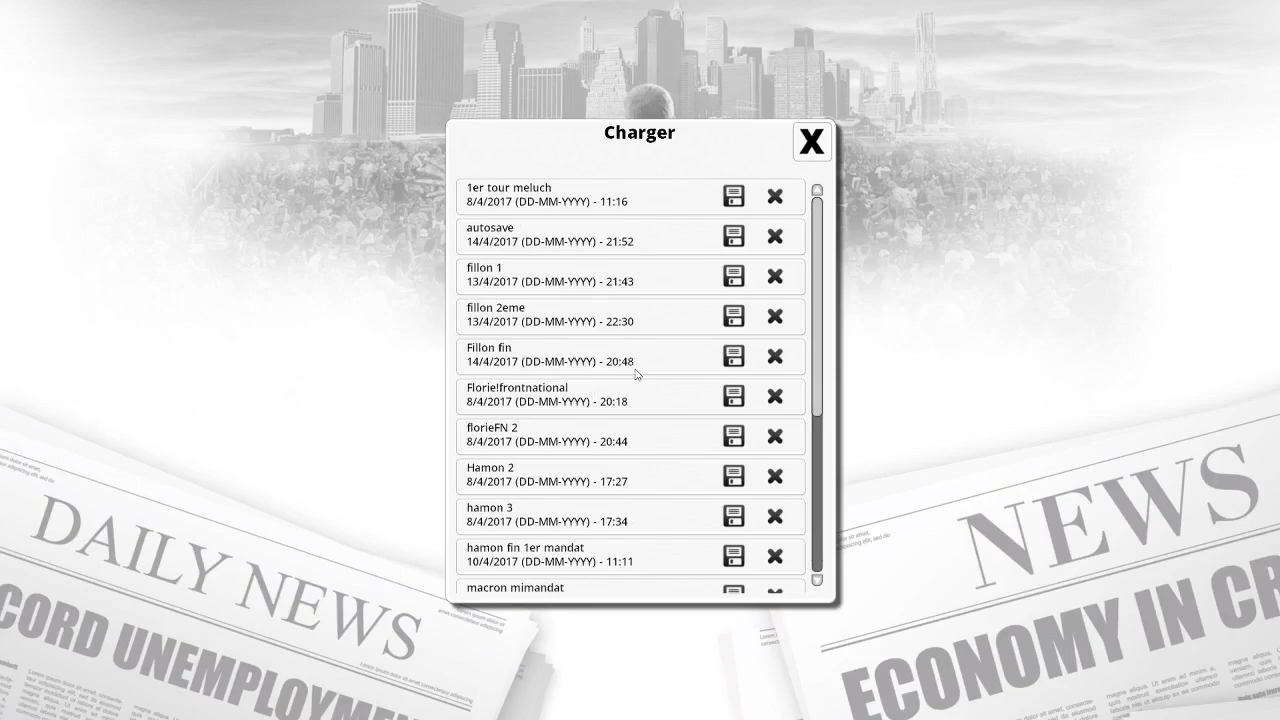 Charger
X
1er tour meluch
8/4/2017 (DD-MM-YYYY) - 11:16
autosave
14/4/2017 (DD-MM-YYYY) - 21:52
fillon 1
13/4/2017 (DD-MM-YYYY) - 21:43
fillon 2eme
13/4/2017 (DD-MM-YYYY) - 22:30
Fillon fin
14/4/2017 (DD-MM-YYYY) - 20:48
Florie!frontnational
8/4/2017 (DD-MM-YYYY) - 20:18
florieFN 2
8/4/2017 (DD-MM-YYYY) - 20:44
Hamon 2
8/4/2017 (DD-MM-YYYY) - 17:27
hamon 3
8/4/2017 (DD-MM-YYYY) - 17:34
hamon fin 1er mandat
10/4/2017 (DD-MM-YYYY) - 11:11
macron mimandat
DAILY NEWS
CORD UNEMPLOYME
NEWS
ECONOMY IN CR